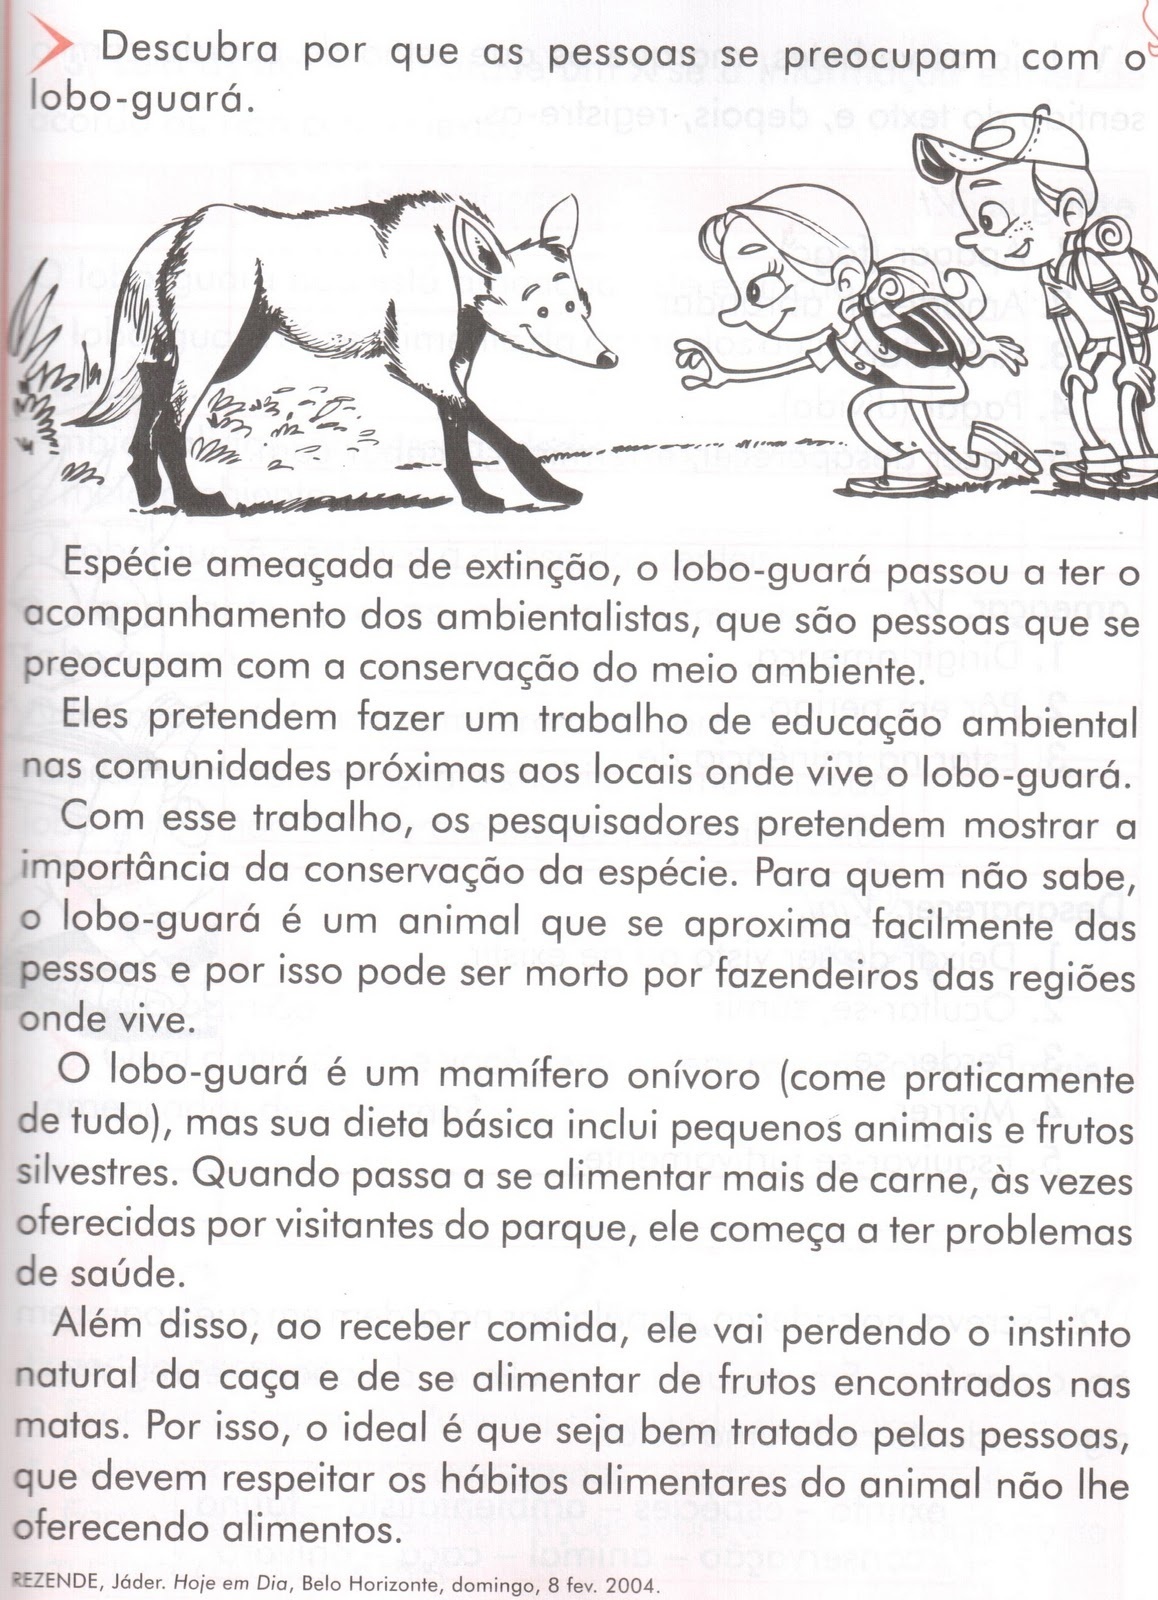 Descubra por que as pessoas se preocupam com o
lobo-guará.
Espécie ameaçada de extinção, o lobo-guará passou a ter o
acompanhamento dos ambientalistas, que são pessoas que se
preocupam com a conservação do meio ambiente.
Eles pretendem fazer um trabalho de educação ambiental
nas comunidades próximas aos locais onde vive o lobo-guará.
Com esse trabalho, os pesquisadores pretendem mostrar a
importância da conservação da espécie. Para quem não sabe,
o lobo-guará é um animal que se aproxima facilmente das
pessoas e por isso pode ser morto por fazendeiros das regiões
onde vive.
O lobo-guará é um mamífero onívoro (come praticamente
de tudo), mas sua dieta básica inclui pequenos animais e frutos
silvestres. Quando passa a se alimentar mais de carne, às vezes
oferecidas por visitantes do parque, ele começa a ter problemas
de saúde.
Além disso, ao receber comida, ele vai perdendo o instinto
natural da caça e de se alimentar de frutos encontrados nas
matas. Por isso, o ideal é que seja bem tratado pelas pessoas,
que devem respeitar os hábitos alimentares do animal não lhe
oferecendo alimentos.
REZENDE, Jáder. Hoje em Dia, Belo Horizonte, domingo, 8 fev. 2004.